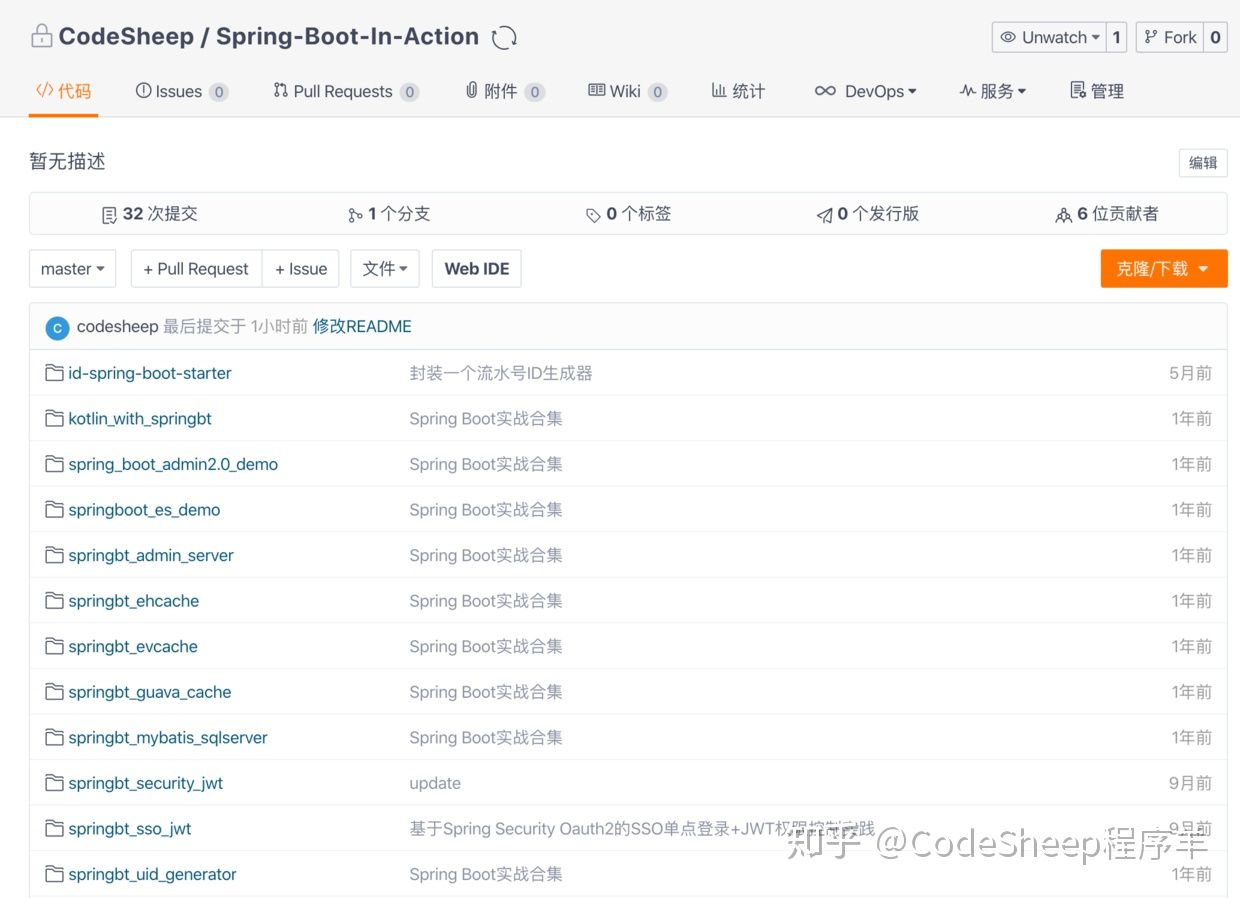 CodeSheep / Spring-Boot-In-Action Unwatch 1 Fork 0
代码 Issues 0 Pull Requests 0 附件 0 Wiki 0 统计 DevOps 服务 管理
暂无描述 编辑
32 次提交 1 个分支 0 个标签 0 个发行版 6 位贡献者
master + Pull Request + Issue 文件 Web IDE 克隆/下载
C codesheep 最后提交于 1小时前 修改README
id-spring-boot-starter 封装一个流水号ID生成器 5月前
kotlin_with_springbt Spring Boot实战合集 1年前
spring_boot_admin2.0_demo Spring Boot实战合集 1年前
springboot_es_demo Spring Boot实战合集 1年前
springbt_admin_server Spring Boot实战合集 1年前
springbt_ehcache Spring Boot实战合集 1年前
springbt_evcache Spring Boot实战合集 1年前
springbt_guava_cache Spring Boot实战合集 1年前
springbt_mybatis_sqlserver Spring Boot实战合集 1年前
springbt_security_jwt update 9月前
springbt_sso_jwt 基于Spring Security Oauth2的SSO单点登录+JWT权限控制实践 9月前
知乎 @CodeSheep程序羊
springbt_uid_generator Spring Boot实战合集 1年前